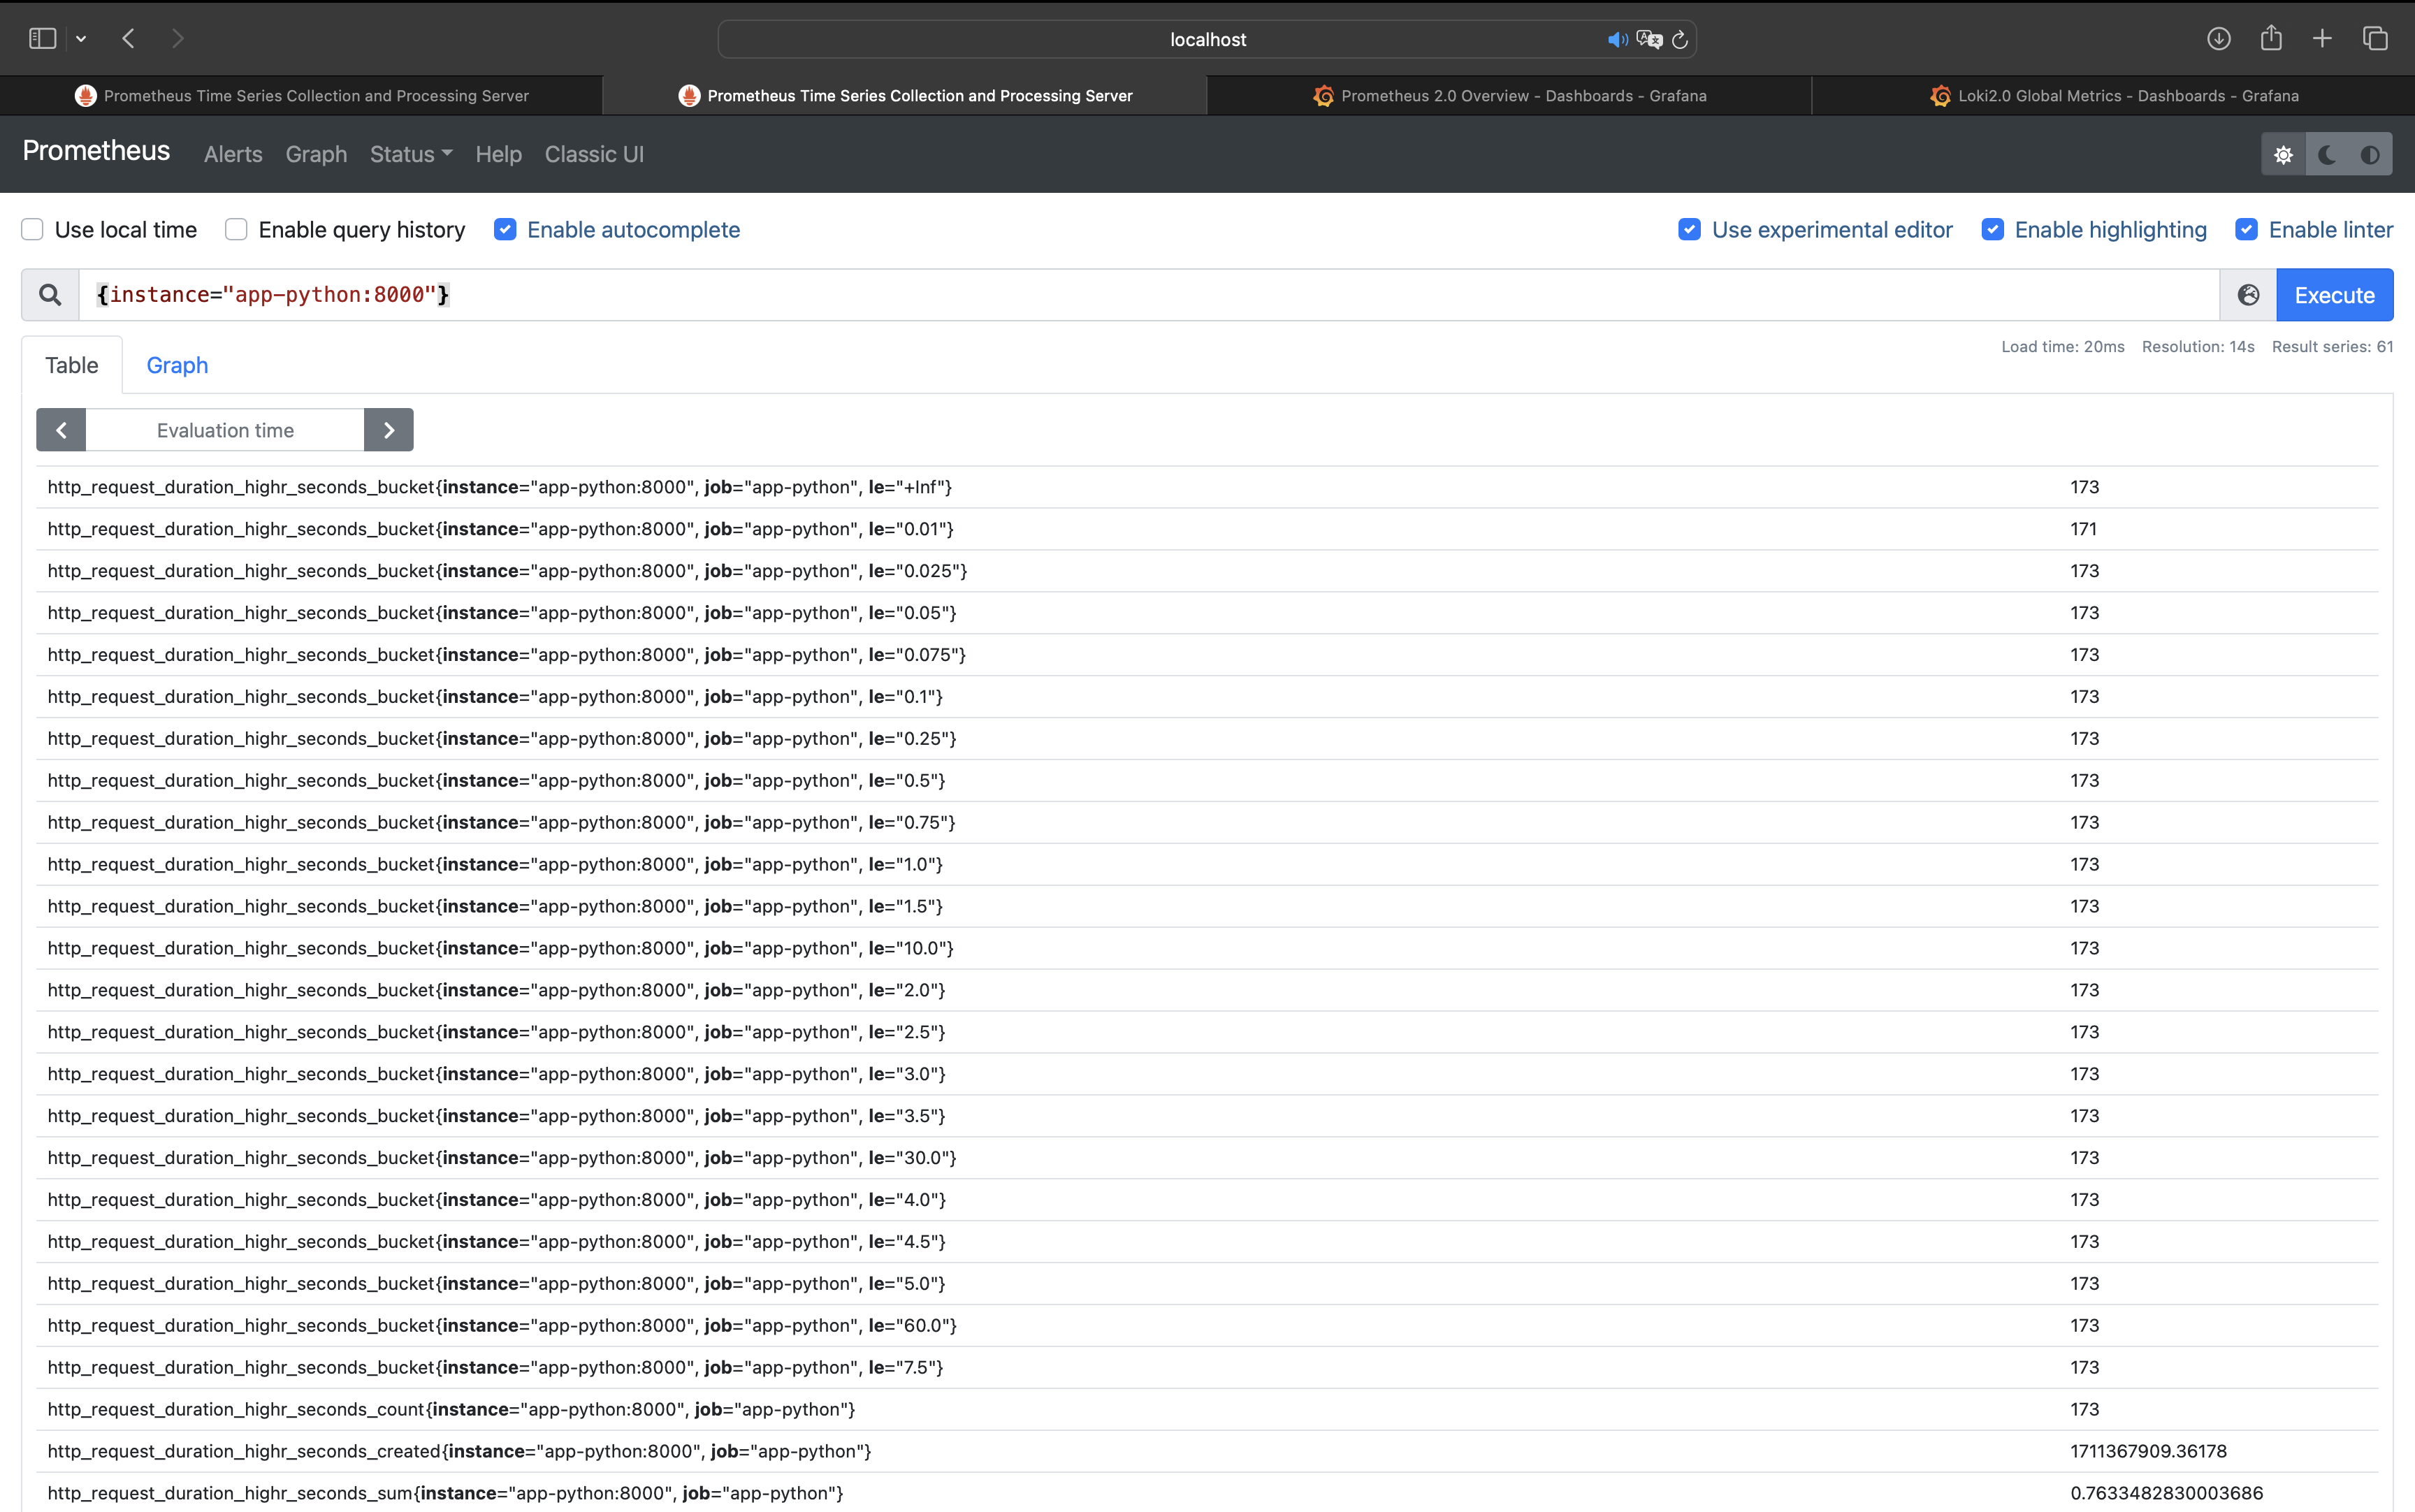 localhost
Prometheus Time Series Collection and Processing Server
Prometheus Time Series Collection and Processing Server
Prometheus 2.0 Overview - Dashboards - Grafana
Loki2.0 Global Metrics - Dashboards - Grafana
Prometheus Alerts Graph Status Help Classic UI
Use local time Enable query history Enable autocomplete Use experimental editor Enable highlighting Enable linter
{instance="app-python:8000"} Execute
Table Graph Load time: 20ms Resolution: 14s Result series: 61
Evaluation time
http_request_duration_highr_seconds_bucket{instance="app-python:8000", job="app-python", le="+Inf"} 173
http_request_duration_highr_seconds_bucket{instance="app-python:8000", job="app-python", le="0.01"} 171
http_request_duration_highr_seconds_bucket{instance="app-python:8000", job="app-python", le="0.025"} 173
http_request_duration_highr_seconds_bucket{instance="app-python:8000", job="app-python", le="0.05"} 173
http_request_duration_highr_seconds_bucket{instance="app-python:8000", job="app-python", le="0.075"} 173
http_request_duration_highr_seconds_bucket{instance="app-python:8000", job="app-python", le="0.1"} 173
http_request_duration_highr_seconds_bucket{instance="app-python:8000", job="app-python", le="0.25"} 173
http_request_duration_highr_seconds_bucket{instance="app-python:8000", job="app-python", le="0.5"} 173
http_request_duration_highr_seconds_bucket{instance="app-python:8000", job="app-python", le="0.75"} 173
http_request_duration_highr_seconds_bucket{instance="app-python:8000", job="app-python", le="1.0"} 173
http_request_duration_highr_seconds_bucket{instance="app-python:8000", job="app-python", le="1.5"} 173
http_request_duration_highr_seconds_bucket{instance="app-python:8000", job="app-python", le="10.0"} 173
http_request_duration_highr_seconds_bucket{instance="app-python:8000", job="app-python", le="2.0"} 173
http_request_duration_highr_seconds_bucket{instance="app-python:8000", job="app-python", le="2.5"} 173
http_request_duration_highr_seconds_bucket{instance="app-python:8000", job="app-python", le="3.0"} 173
http_request_duration_highr_seconds_bucket{instance="app-python:8000", job="app-python", le="3.5"} 173
http_request_duration_highr_seconds_bucket{instance="app-python:8000", job="app-python", le="30.0"} 173
http_request_duration_highr_seconds_bucket{instance="app-python:8000", job="app-python", le="4.0"} 173
http_request_duration_highr_seconds_bucket{instance="app-python:8000", job="app-python", le="4.5"} 173
http_request_duration_highr_seconds_bucket{instance="app-python:8000", job="app-python", le="5.0"} 173
http_request_duration_highr_seconds_bucket{instance="app-python:8000", job="app-python", le="60.0"} 173
http_request_duration_highr_seconds_bucket{instance="app-python:8000", job="app-python", le="7.5"} 173
http_request_duration_highr_seconds_count{instance="app-python:8000", job="app-python"} 173
http_request_duration_highr_seconds_created{instance="app-python:8000", job="app-python"} 1711367909.36178
http_request_duration_highr_seconds_sum{instance="app-python:8000", job="app-python"} 0.7633482830003686